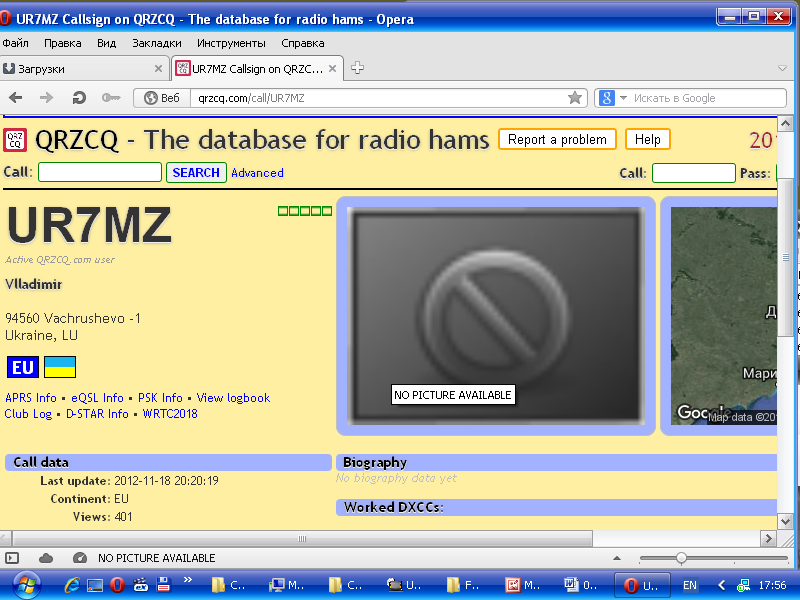 UR7MZ Callsign on QRZCQ - The database for radio hams - Opera
Файл Правка Вид Закладки Инструменты Справка
Загрузки
QRZ CQ UR7MZ Callsign on QRZC...
Веб qrzcq.com/call/UR7MZ
Искать в Google
QRZ CQ QRZCQ - The database for radio hams Report a problem Help 20
Call: SEARCH Advanced Call: Pass:
UR7MZ
Active QRZCQ.com user
Vlladimir
94560 Vachrushevo -1
Ukraine, LU
EU
APRS Info • eQSL Info • PSK Info • View logbook
Club Log • D-STAR Info • WRTC2018
NO PICTURE AVAILABLE
Мари
Google Map data ©20
Call data
Last update: 2012-11-18 20:20:19
Continent: EU
Views: 401
Biography
No biography data yet
Worked DXCCs:
NO PICTURE AVAILABLE
С... М... С... U... F... М... 0... U... EN 17:56